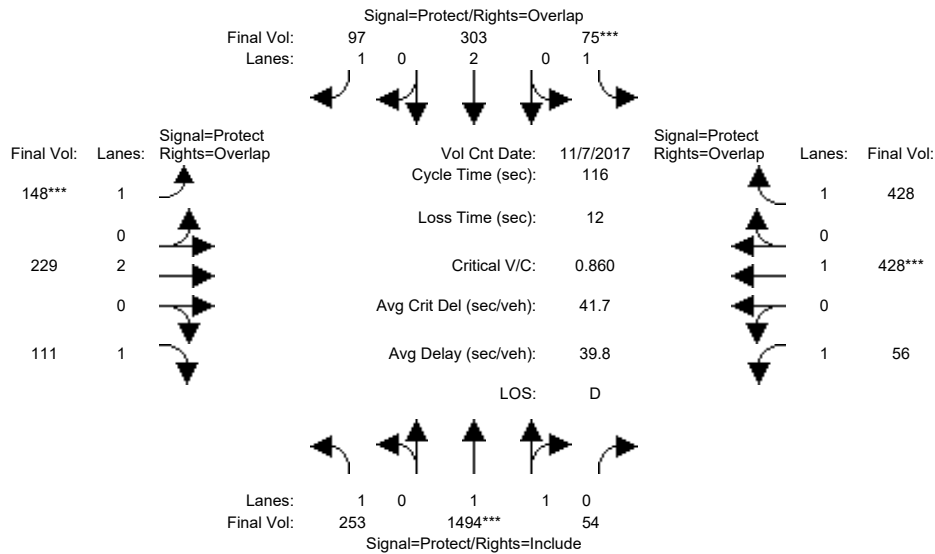 Signal=Protect/Rights=Overlap
Final Vol: 97 303 75***
Lanes: 1 0 2 0 1
Signal=Protect
Final Vol: Lanes: Rights=Overlap
Vol Cnt Date: 11/7/2017
Signal=Protect
Rights=Overlap Lanes: Final Vol:
Cycle Time (sec): 116
148*** 1
1 428
Loss Time (sec): 12
0
0
229 2
Critical V/C: 0.860
1 428***
0
Avg Crit Del (sec/veh): 41.7
0
111 1
Avg Delay (sec/veh): 39.8
1 56
LOS: D
Lanes: 1 0 1 1 0
Final Vol: 253 1494*** 54
Signal=Protect/Rights=Include